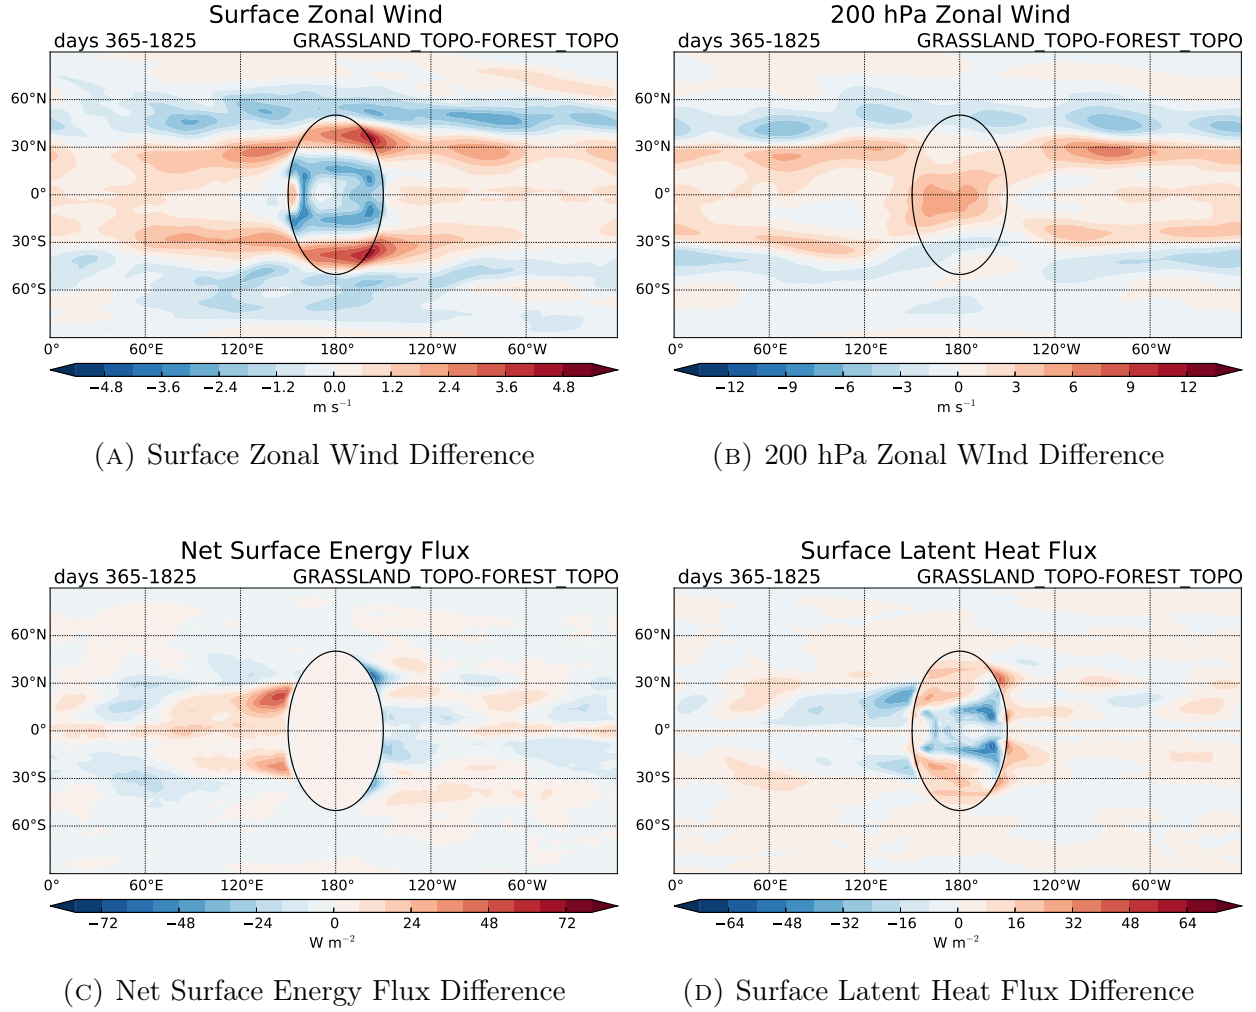 Surface Zonal Wind
days 365-1825 GRASSLAND_TOPO-FOREST_TOPO
60°N
30°N
0°
30°S
60°S
0° 60°E 120°E 180° 120°W 60°W
−4.8 −3.6 −2.4 −1.2 0.0 1.2 2.4 3.6 4.8
m s⁻¹
(A) Surface Zonal Wind Difference
200 hPa Zonal Wind
days 365-1825 GRASSLAND_TOPO-FOREST_TOPO
60°N
30°N
0°
30°S
60°S
0° 60°E 120°E 180° 120°W 60°W
−12 −9 −6 −3 0 3 6 9 12
m s⁻¹
(B) 200 hPa Zonal WInd Difference
Net Surface Energy Flux
days 365-1825 GRASSLAND_TOPO-FOREST_TOPO
60°N
30°N
0°
30°S
60°S
0° 60°E 120°E 180° 120°W 60°W
−72 −48 −24 0 24 48 72
W m⁻²
(C) Net Surface Energy Flux Difference
Surface Latent Heat Flux
days 365-1825 GRASSLAND_TOPO-FOREST_TOPO
60°N
30°N
0°
30°S
60°S
0° 60°E 120°E 180° 120°W 60°W
−64 −48 −32 −16 0 16 32 48 64
W m⁻²
(D) Surface Latent Heat Flux Difference